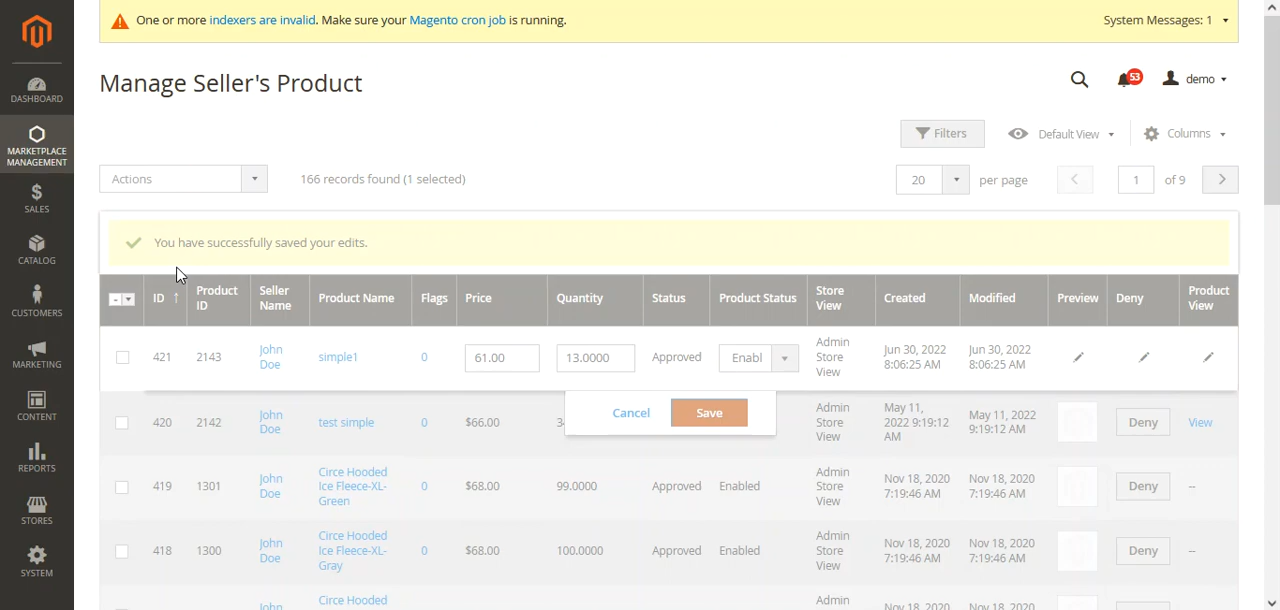 One or more indexers are invalid. Make sure your Magento cron job is running.
System Messages: 1
Manage Seller's Product
53
demo
Filters
Default View
Columns
Actions
166 records found (1 selected)
20
per page
1
of 9
You have successfully saved your edits.
DASHBOARD
MARKETPLACE
MANAGEMENT
SALES
CATALOG
CUSTOMERS
MARKETING
CONTENT
REPORTS
STORES
SYSTEM
ID ↑
Product
ID
Seller
Name
Product Name
Flags
Price
Quantity
Status
Product Status
Store
View
Created
Modified
Preview
Deny
Product
View
421
2143
John
Doe
simple1
0
61.00
13.0000
Approved
Enabl
Admin
Store
View
Jun 30, 2022
8:06:25 AM
Jun 30, 2022
8:06:25 AM
Cancel
Save
420
2142
John
Doe
test simple
0
$66.00
Admin
Store
View
May 11,
2022 9:19:12
AM
May 11, 2022
9:19:12 AM
Deny
View
419
1301
John
Doe
Circe Hooded
Ice Fleece-XL-
Green
0
$68.00
99.0000
Approved
Enabled
Admin
Store
View
Nov 18, 2020
7:19:46 AM
Nov 18, 2020
7:19:46 AM
Deny
--
418
1300
John
Doe
Circe Hooded
Ice Fleece-XL-
Gray
0
$68.00
100.0000
Approved
Enabled
Admin
Store
View
Nov 18, 2020
7:19:46 AM
Nov 18, 2020
7:19:46 AM
Deny
--
John
Circe Hooded
Admin
Nov 18, 2020
Nov 18, 2020